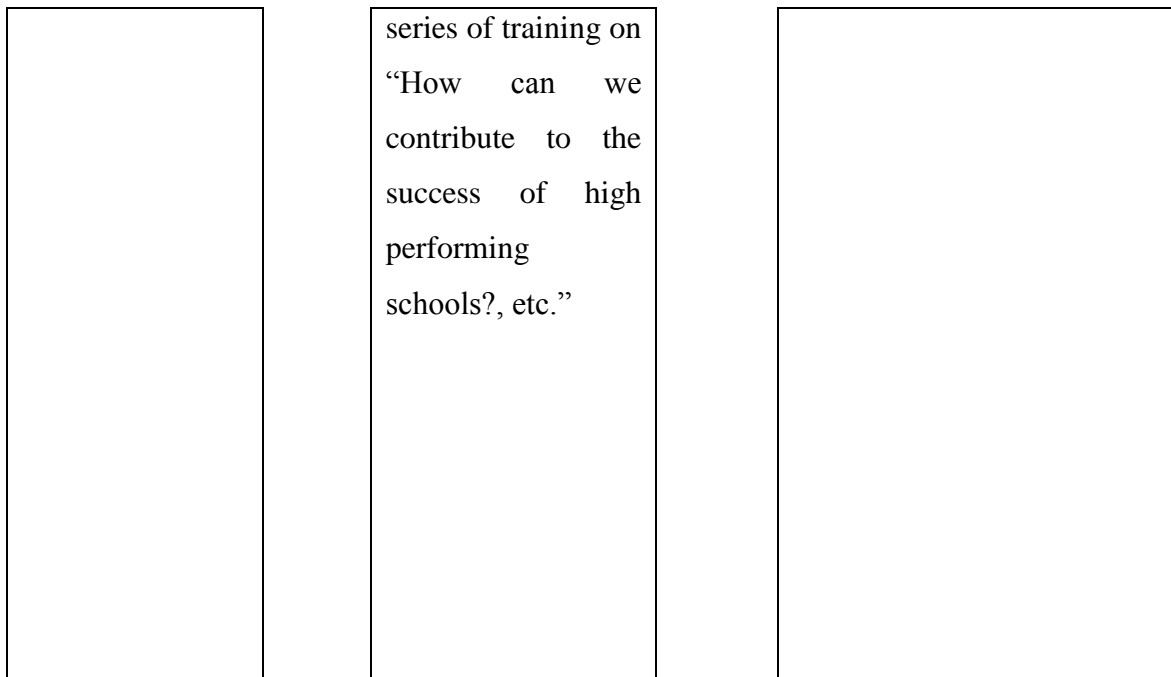 series of training on
“How can we
contribute to the
success of high
performing
schools?, etc.”